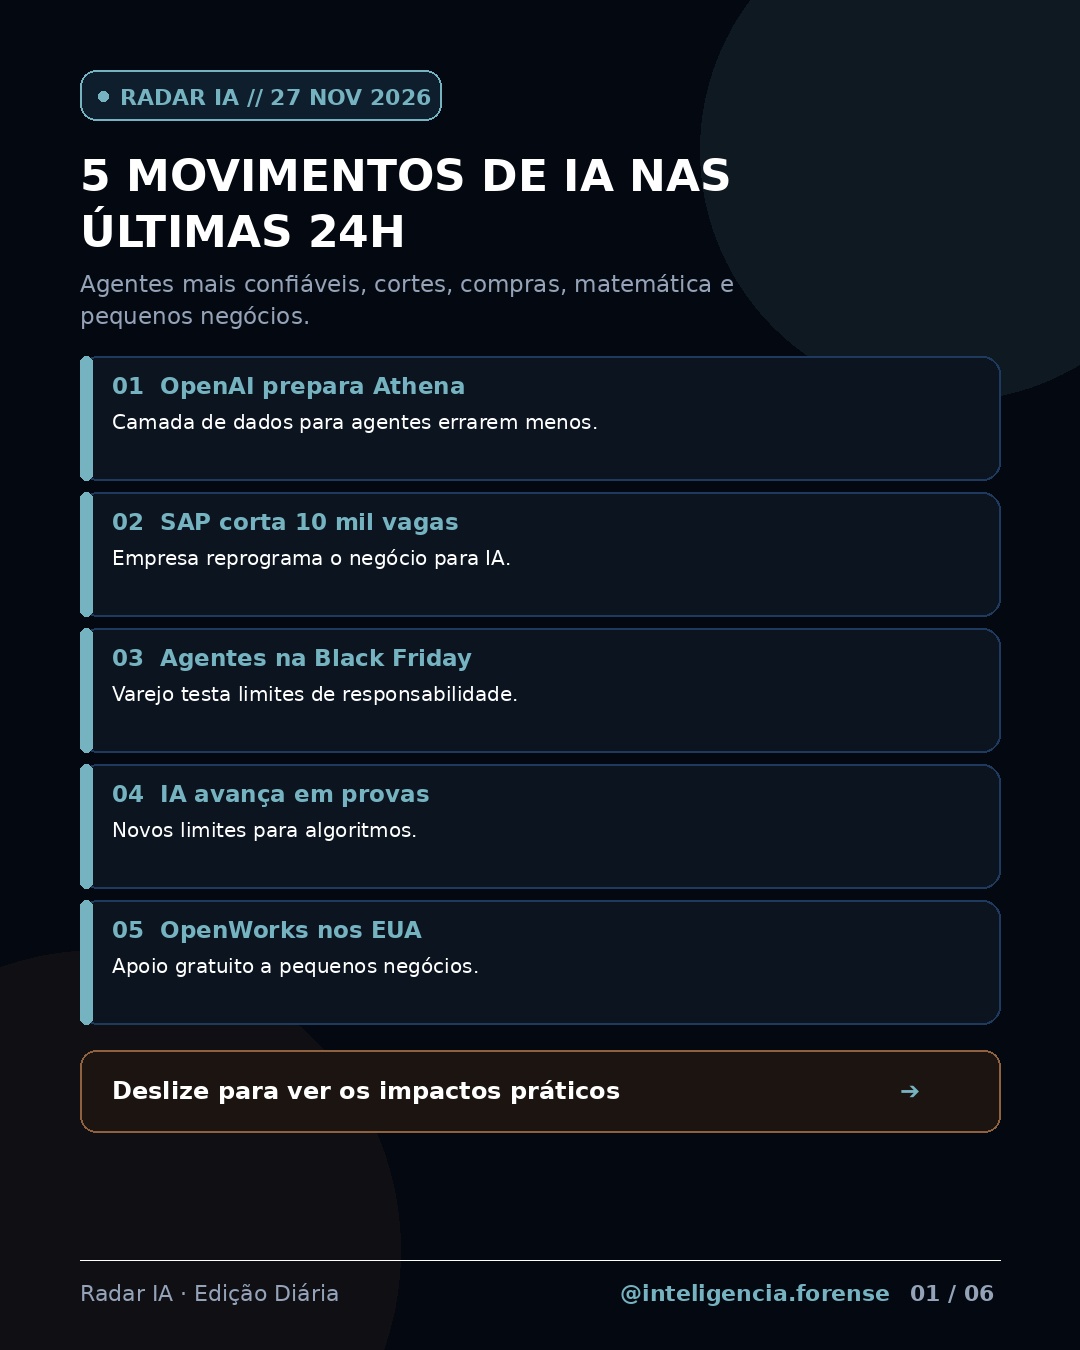 RADAR IA // 27 NOV 2026
5 MOVIMENTOS DE IA NAS
ÚLTIMAS 24H
Agentes mais confiáveis, cortes, compras, matemática e
pequenos negócios.
01 OpenAI prepara Athena
Camada de dados para agentes errarem menos.
02 SAP corta 10 mil vagas
Empresa reprograma o negócio para IA.
03 Agentes na Black Friday
Varejo testa limites de responsabilidade.
04 IA avança em provas
Novos limites para algoritmos.
05 OpenWorks nos EUA
Apoio gratuito a pequenos negócios.
Deslize para ver os impactos práticos ➔
Radar IA · Edição Diária @inteligencia.forense 01 / 06